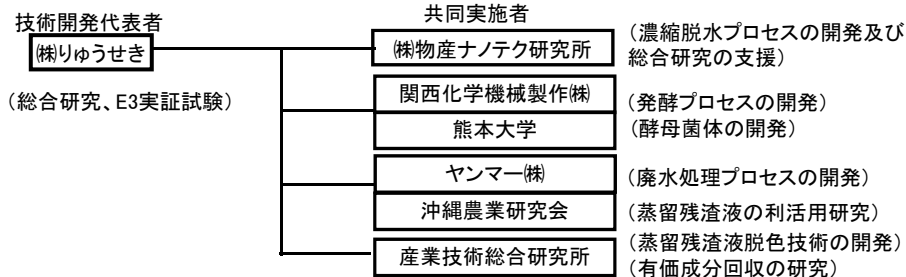 技術開発代表者
㈱りゅうせき
(総合研究、E3実証試験)
共同実施者
㈱物産ナノテク研究所
(濃縮脱水プロセスの開発及び
総合研究の支援)
関西化学機械製作㈱
(発酵プロセスの開発)
熊本大学
(酵母菌体の開発)
ヤンマー㈱
(廃水処理プロセスの開発)
沖縄農業研究会
(蒸留残渣液の利活用研究)
産業技術総合研究所
(蒸留残渣液脱色技術の開発)
(有価成分回収の研究)